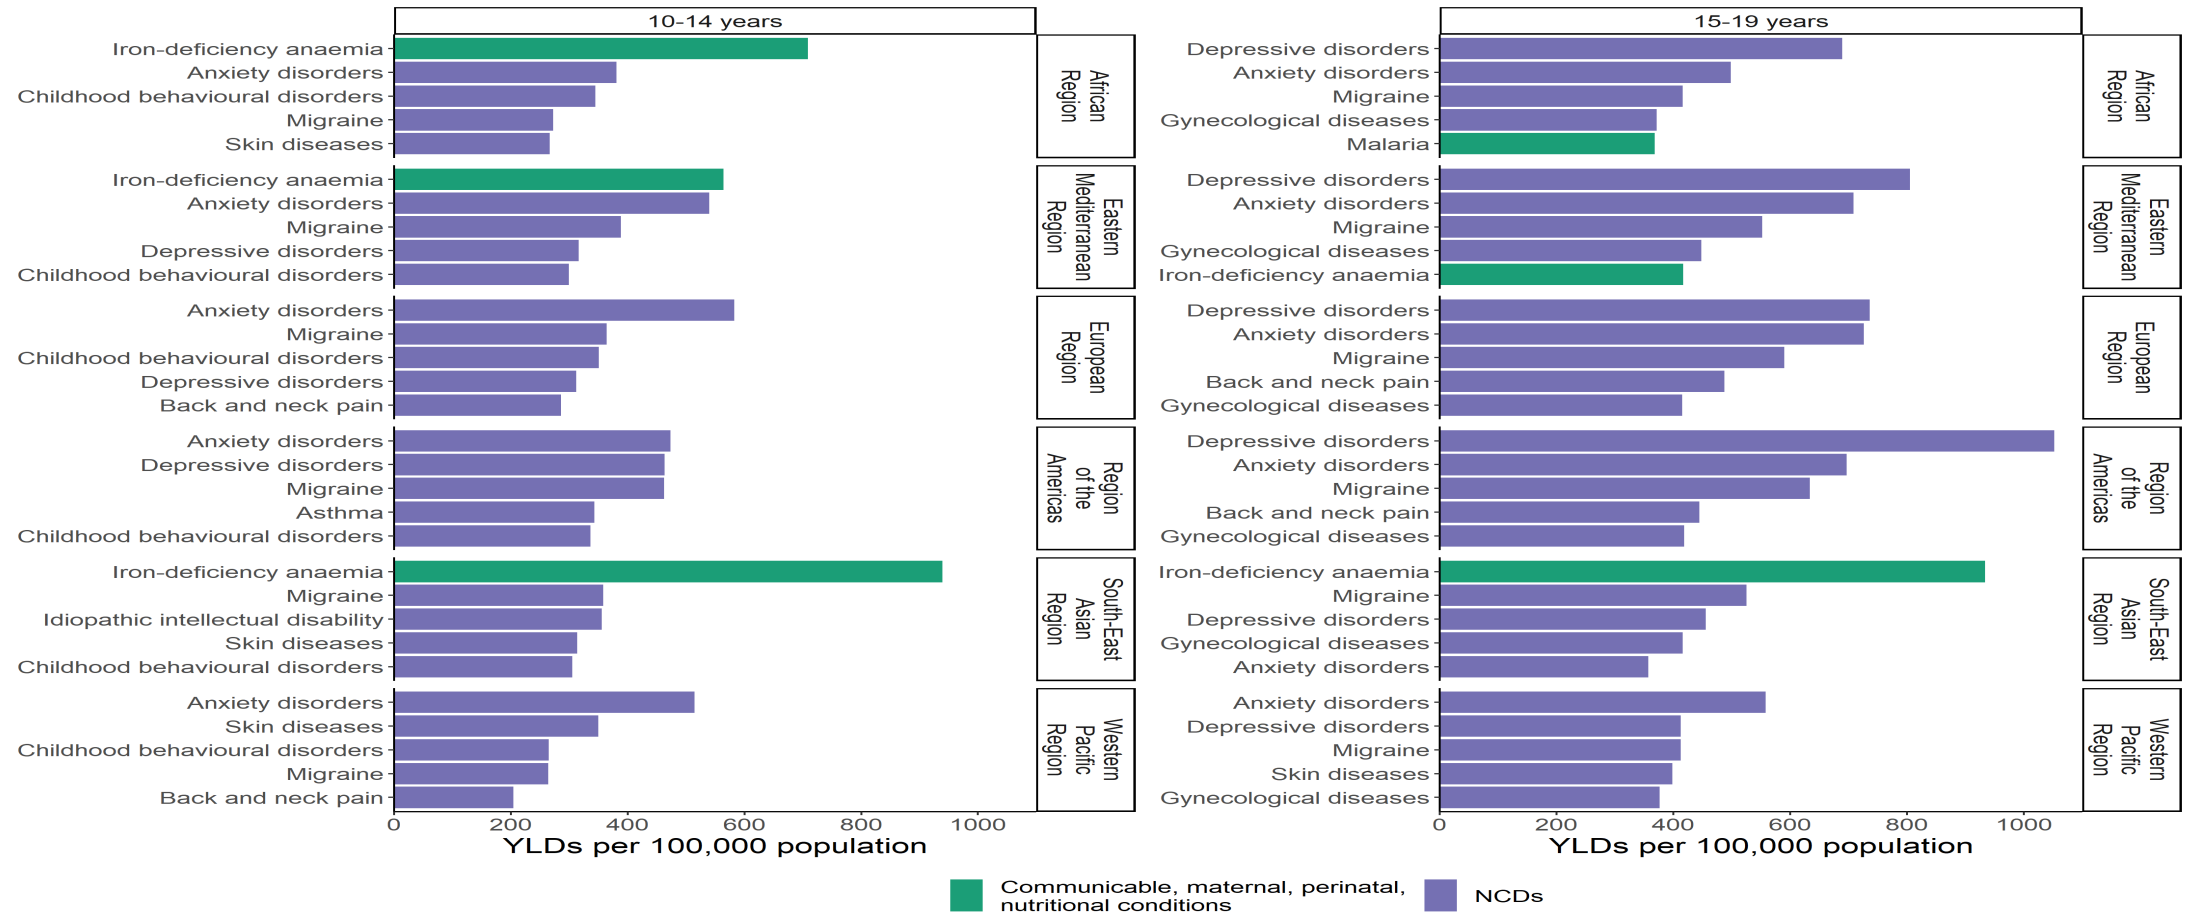 10-14 years
Iron-deficiency anaemia
Anxiety disorders
Childhood behavioural disorders
Migraine
Skin diseases
African
Region
Iron-deficiency anaemia
Anxiety disorders
Migraine
Depressive disorders
Childhood behavioural disorders
Eastern
Mediterranean
Region
Anxiety disorders
Migraine
Childhood behavioural disorders
Depressive disorders
Back and neck pain
European
Region
Anxiety disorders
Depressive disorders
Migraine
Asthma
Childhood behavioural disorders
Region
of the
Americas
Iron-deficiency anaemia
Migraine
Idiopathic intellectual disability
Skin diseases
Childhood behavioural disorders
South-East
Asian
Region
Anxiety disorders
Skin diseases
Childhood behavioural disorders
Migraine
Back and neck pain
Western
Pacific
Region
0 200 400 600 800 1000
YLDs per 100,000 population
15-19 years
Depressive disorders
Anxiety disorders
Migraine
Gynecological diseases
Malaria
African
Region
Depressive disorders
Anxiety disorders
Migraine
Gynecological diseases
Iron-deficiency anaemia
Eastern
Mediterranean
Region
Depressive disorders
Anxiety disorders
Migraine
Back and neck pain
Gynecological diseases
European
Region
Depressive disorders
Anxiety disorders
Migraine
Back and neck pain
Gynecological diseases
Region
of the
Americas
Iron-deficiency anaemia
Migraine
Depressive disorders
Gynecological diseases
Anxiety disorders
South-East
Asian
Region
Anxiety disorders
Depressive disorders
Migraine
Skin diseases
Gynecological diseases
Western
Pacific
Region
0 200 400 600 800 1000
YLDs per 100,000 population
Communicable, maternal, perinatal,
nutritional conditions
NCDs